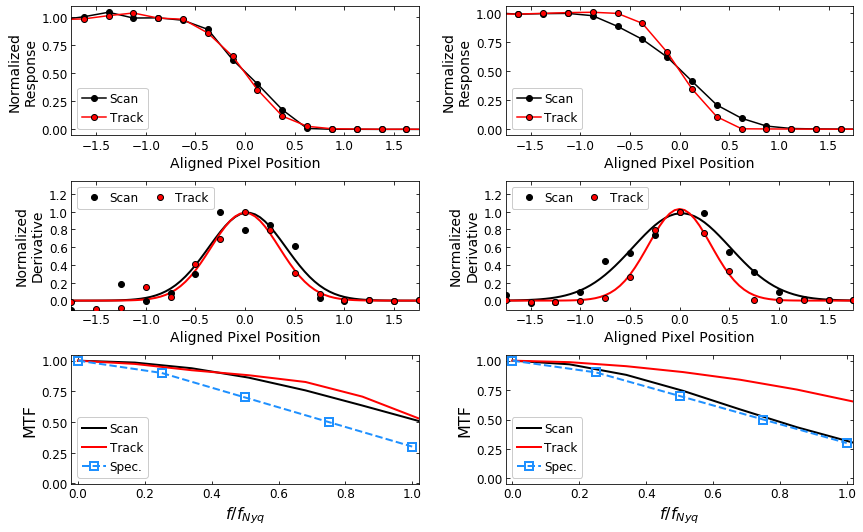 Normalized
Response
1.00
0.75
0.50
0.25
0.00
Scan
Track
−1.5 −1.0 −0.5 0.0 0.5 1.0 1.5
Aligned Pixel Position
Normalized
Response
1.00
0.75
0.50
0.25
0.00
Scan
Track
−1.5 −1.0 −0.5 0.0 0.5 1.0 1.5
Aligned Pixel Position
Normalized
Derivative
1.2
1.0
0.8
0.6
0.4
0.2
0.0
Scan Track
−1.5 −1.0 −0.5 0.0 0.5 1.0 1.5
Aligned Pixel Position
Normalized
Derivative
1.2
1.0
0.8
0.6
0.4
0.2
0.0
Scan Track
−1.5 −1.0 −0.5 0.0 0.5 1.0 1.5
Aligned Pixel Position
MTF
1.00
0.75
0.50
0.25
0.00
Scan
Track
Spec.
0.0 0.2 0.4 0.6 0.8 1.0
f/fNyq
MTF
1.00
0.75
0.50
0.25
0.00
Scan
Track
Spec.
0.0 0.2 0.4 0.6 0.8 1.0
f/fNyq